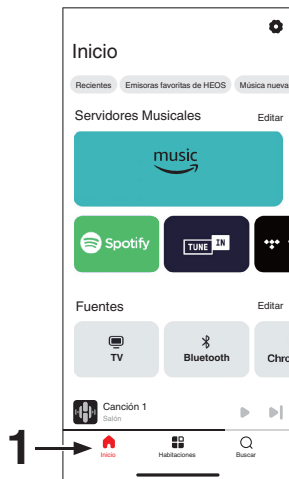 Inicio
Recientes Emisoras favoritas de HEOS Música nueva
Servidores Musicales Editar
music
Spotify TUNE IN
Fuentes Editar
TV Bluetooth Chro
Canción 1
Salón
1
Inicio Habitaciones Buscar